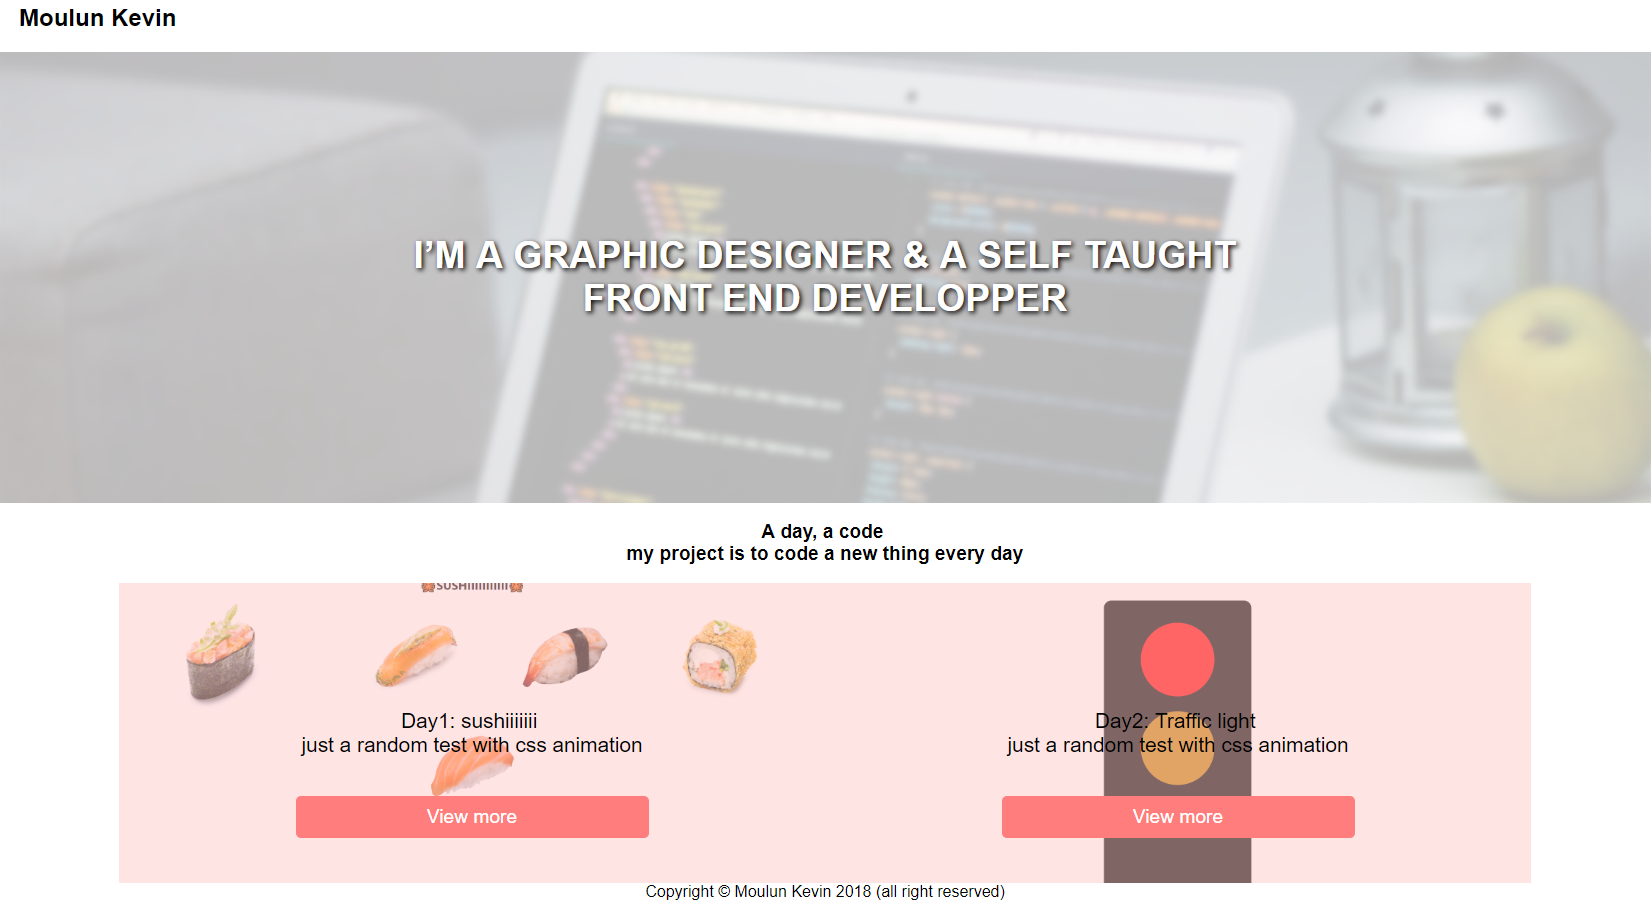 Moulun Kevin
I’M A GRAPHIC DESIGNER & A SELF TAUGHT
FRONT END DEVELOPPER
A day, a code
my project is to code a new thing every day
Day1: sushiiiiiii
just a random test with css animation
View more
Day2: Traffic light
just a random test with css animation
View more
Copyright © Moulun Kevin 2018 (all right reserved)